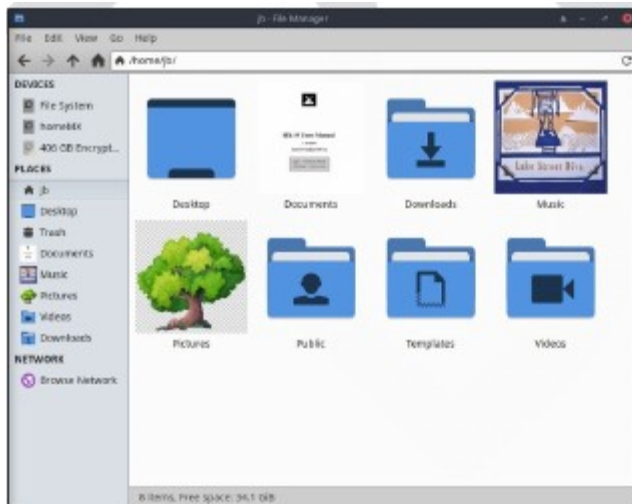 jb - File Manager
File Edit View Go Help
/home/jb/
DEVICES
File System
homeMX
406 GB Encrypt...
PLACES
jb
Desktop
Trash
Documents
Music
Pictures
Videos
Downloads
NETWORK
Browse Network
Desktop
Documents
Downloads
Lake Street Dive
Music
Pictures
Public
Templates
Videos
8 items, Free space: 34.1 GiB